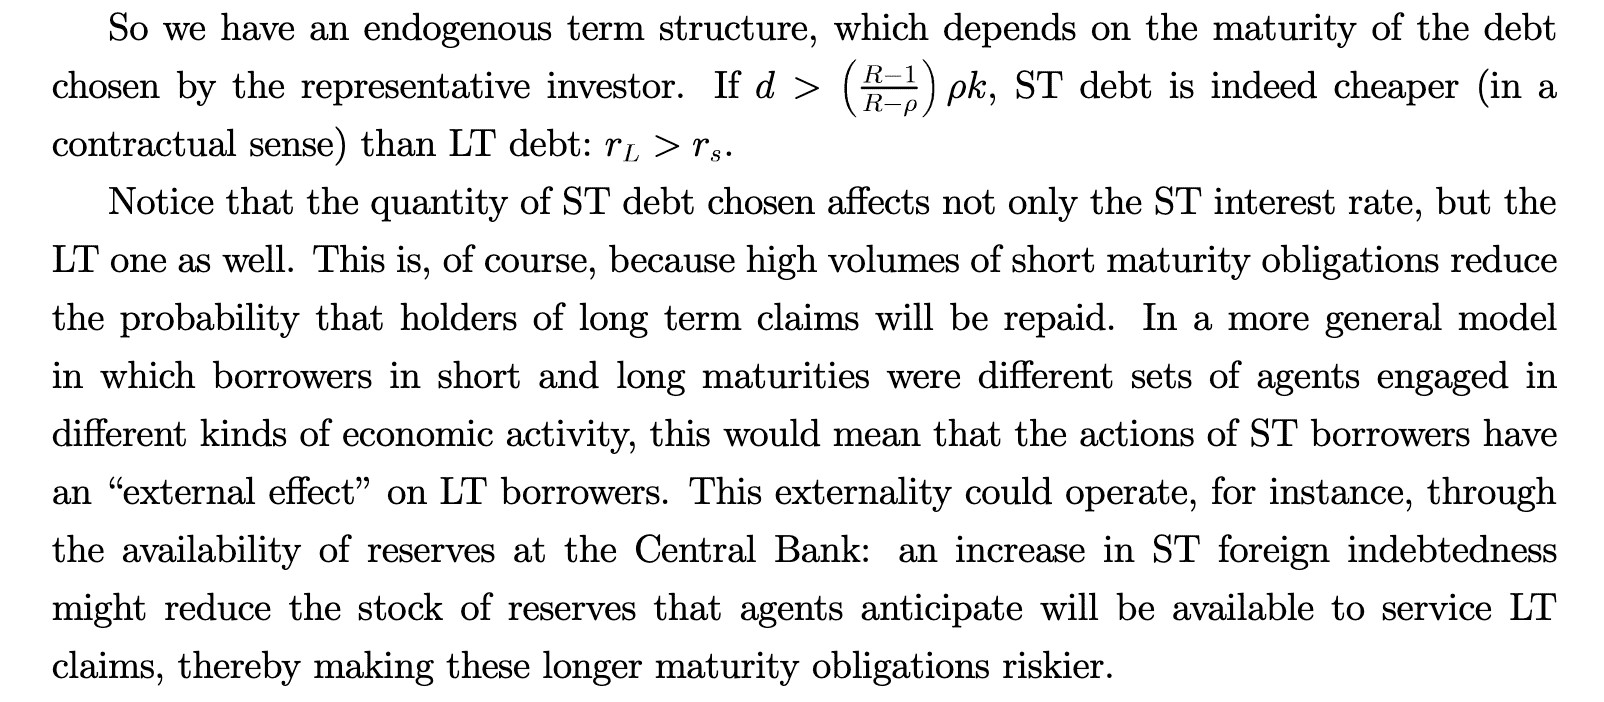 So we have an endogenous term structure, which depends on the maturity of the debt
chosen by the representative investor. If d > (R−1/R−ρ) ρk, ST debt is indeed cheaper (in a
contractual sense) than LT debt: r_L > r_s.
Notice that the quantity of ST debt chosen affects not only the ST interest rate, but the
LT one as well. This is, of course, because high volumes of short maturity obligations reduce
the probability that holders of long term claims will be repaid. In a more general model
in which borrowers in short and long maturities were different sets of agents engaged in
different kinds of economic activity, this would mean that the actions of ST borrowers have
an “external effect” on LT borrowers. This externality could operate, for instance, through
the availability of reserves at the Central Bank: an increase in ST foreign indebtedness
might reduce the stock of reserves that agents anticipate will be available to service LT
claims, thereby making these longer maturity obligations riskier.